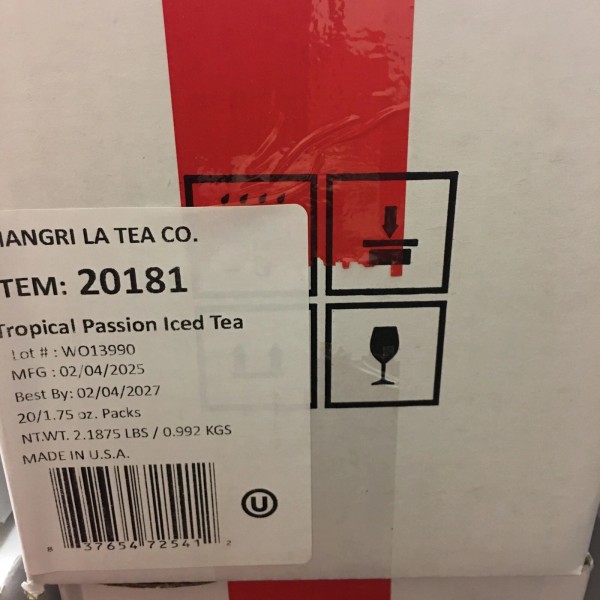 HANGRI LA TEA CO.
TEM: 20181
Tropical Passion Iced Tea
Lot # : WO13990
MFG : 02/04/2025
Best By: 02/04/2027
20/1.75 oz. Packs
NT.WT. 2.1875 LBS / 0.992 KGS
MADE IN U.S.A.
U
8 37654 72541 2